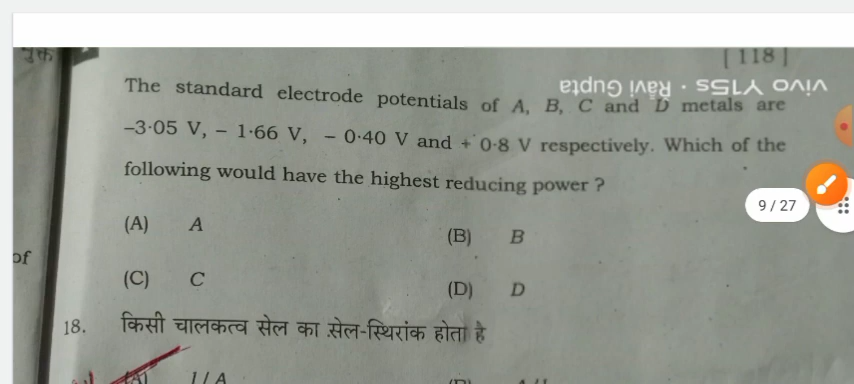 [ 118 ]
vivo Y15s · Ravi Gupta
The standard electrode potentials of A, B, C and D metals are
−3·05 V, − 1·66 V, − 0·40 V and + 0·8 V respectively. Which of the
following would have the highest reducing power ?
9 / 27
(A) A
(B) B
of
(C) C
(D) D
18. किसी चालकत्व सेल का सेल-स्थिरांक होता है
(A) l / A